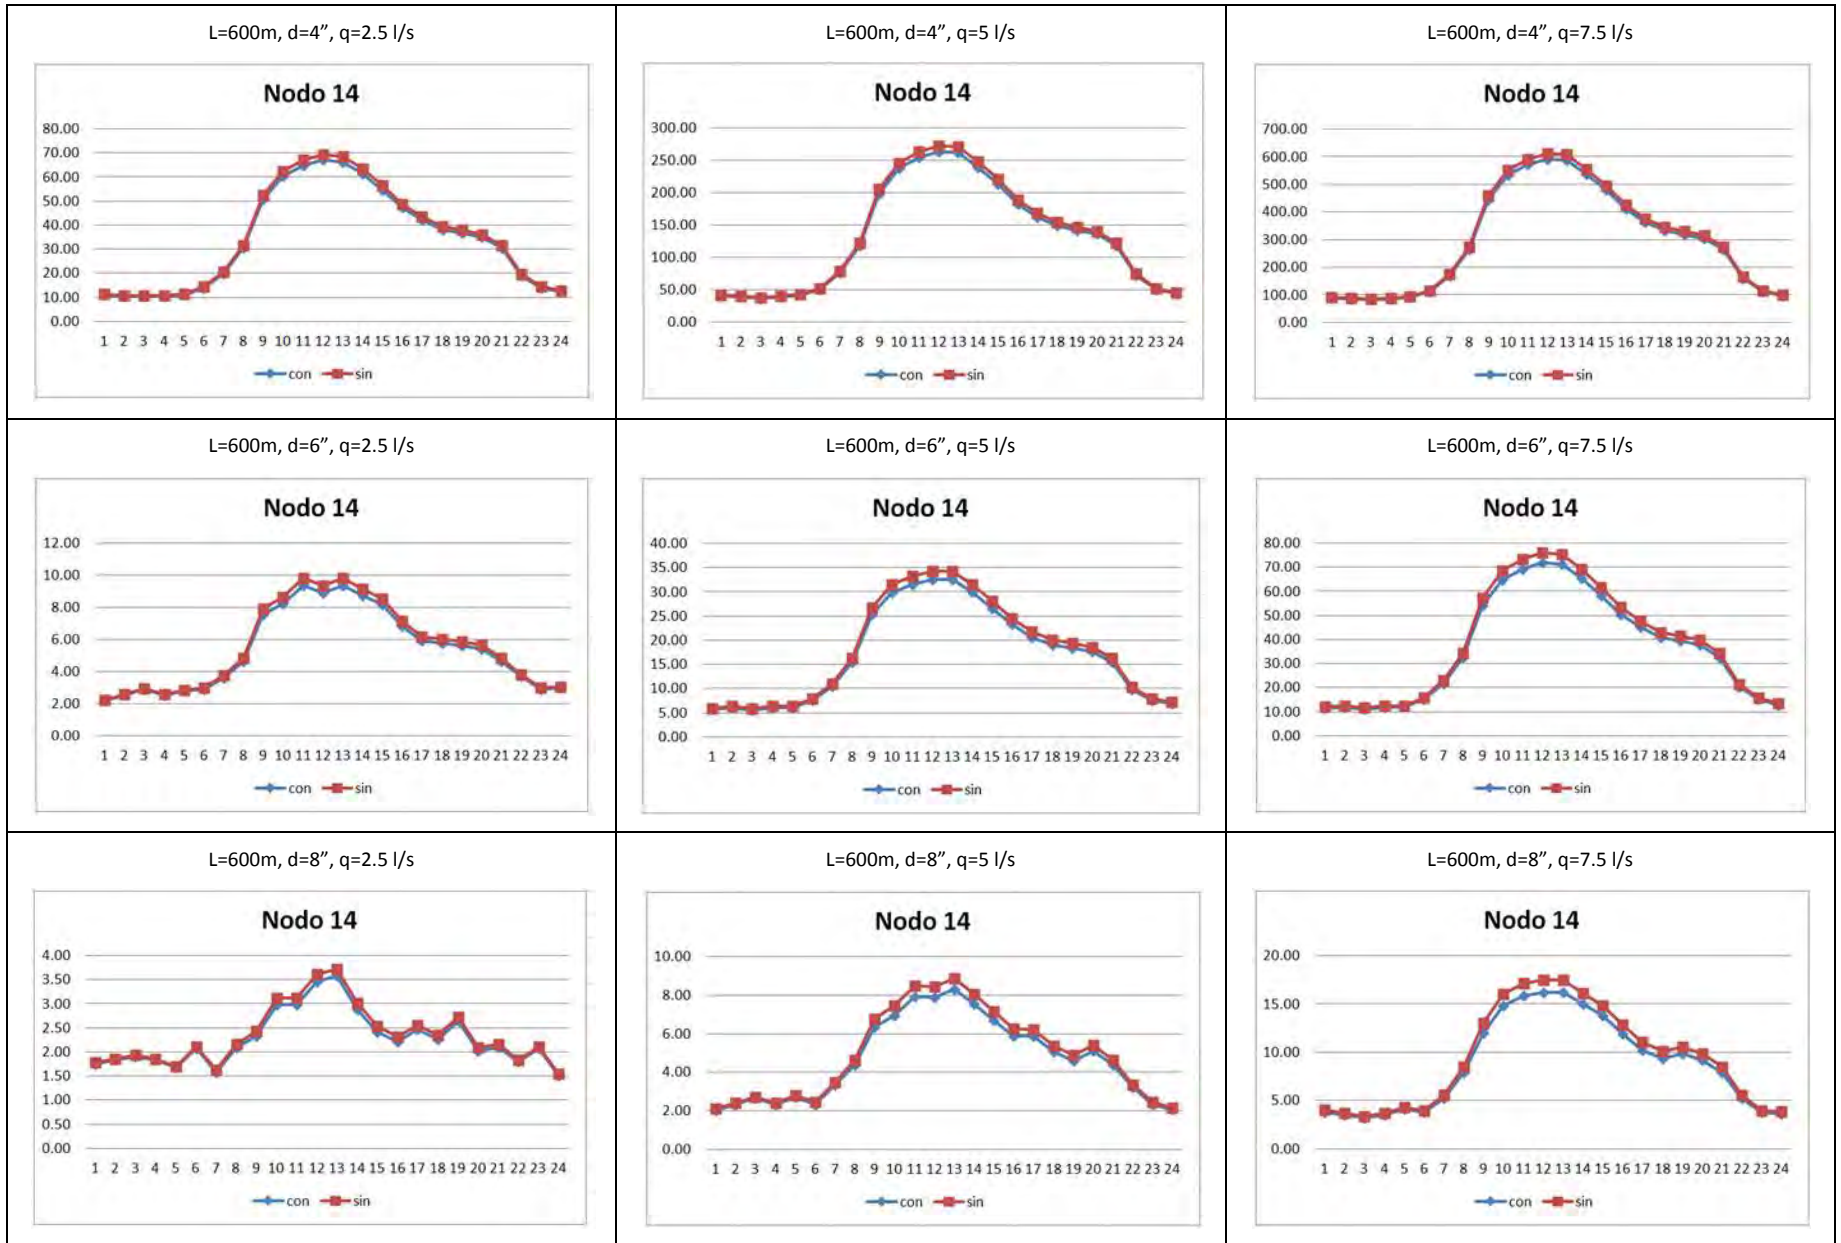 L=600m, d=4”, q=2.5 l/s
Nodo 14
80.00
70.00
60.00
50.00
40.00
30.00
20.00
10.00
0.00
1 2 3 4 5 6 7 8 9 10 11 12 13 14 15 16 17 18 19 20 21 22 23 24
con sin
L=600m, d=4”, q=5 l/s
Nodo 14
300.00
250.00
200.00
150.00
100.00
50.00
0.00
1 2 3 4 5 6 7 8 9 10 11 12 13 14 15 16 17 18 19 20 21 22 23 24
con sin
L=600m, d=4”, q=7.5 l/s
Nodo 14
700.00
600.00
500.00
400.00
300.00
200.00
100.00
0.00
1 2 3 4 5 6 7 8 9 10 11 12 13 14 15 16 17 18 19 20 21 22 23 24
con sin
L=600m, d=6”, q=2.5 l/s
Nodo 14
12.00
10.00
8.00
6.00
4.00
2.00
0.00
1 2 3 4 5 6 7 8 9 10 11 12 13 14 15 16 17 18 19 20 21 22 23 24
con sin
L=600m, d=6”, q=5 l/s
Nodo 14
40.00
35.00
30.00
25.00
20.00
15.00
10.00
5.00
0.00
1 2 3 4 5 6 7 8 9 10 11 12 13 14 15 16 17 18 19 20 21 22 23 24
con sin
L=600m, d=6”, q=7.5 l/s
Nodo 14
80.00
70.00
60.00
50.00
40.00
30.00
20.00
10.00
0.00
1 2 3 4 5 6 7 8 9 10 11 12 13 14 15 16 17 18 19 20 21 22 23 24
con sin
L=600m, d=8”, q=2.5 l/s
Nodo 14
4.00
3.50
3.00
2.50
2.00
1.50
1.00
0.50
0.00
1 2 3 4 5 6 7 8 9 10 11 12 13 14 15 16 17 18 19 20 21 22 23 24
con sin
L=600m, d=8”, q=5 l/s
Nodo 14
10.00
8.00
6.00
4.00
2.00
0.00
1 2 3 4 5 6 7 8 9 10 11 12 13 14 15 16 17 18 19 20 21 22 23 24
con sin
L=600m, d=8”, q=7.5 l/s
Nodo 14
20.00
15.00
10.00
5.00
0.00
1 2 3 4 5 6 7 8 9 10 11 12 13 14 15 16 17 18 19 20 21 22 23 24
con sin